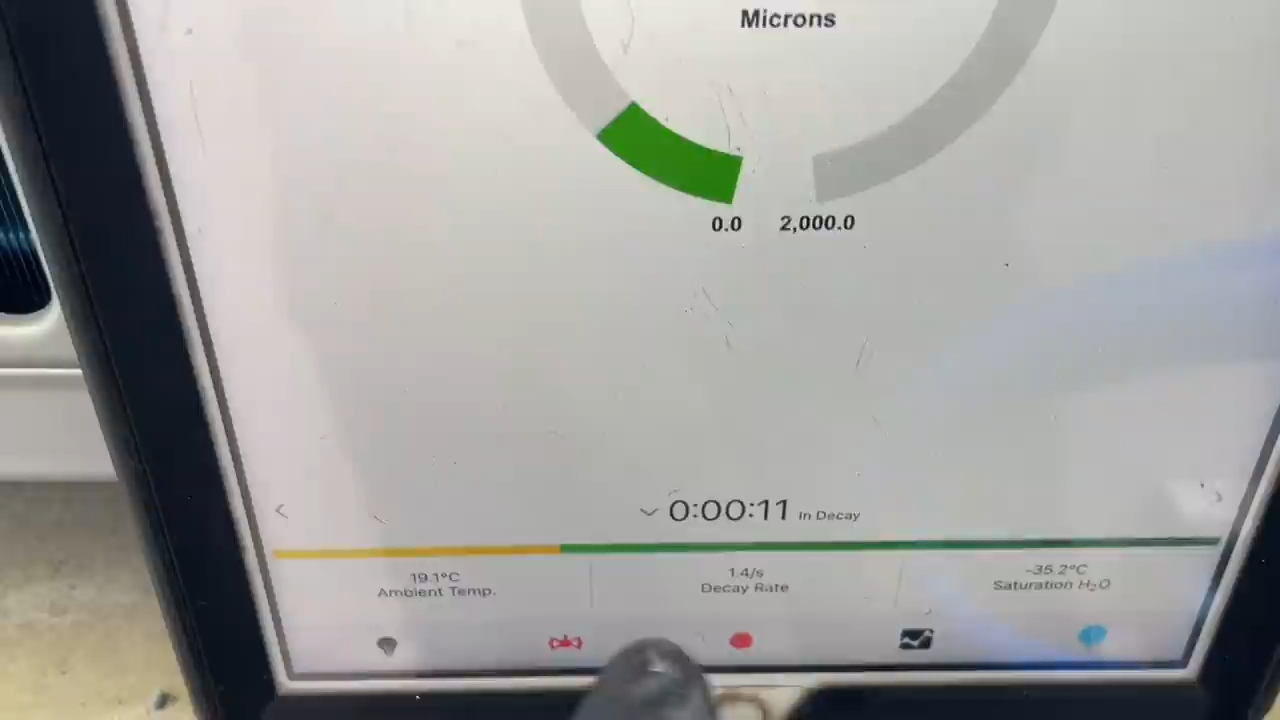 Microns
0.0 2,000.0
0:00:11 In Decay
19.1°C 1.4/s -35.2°C
Ambient Temp. Decay Rate Saturation H₂O